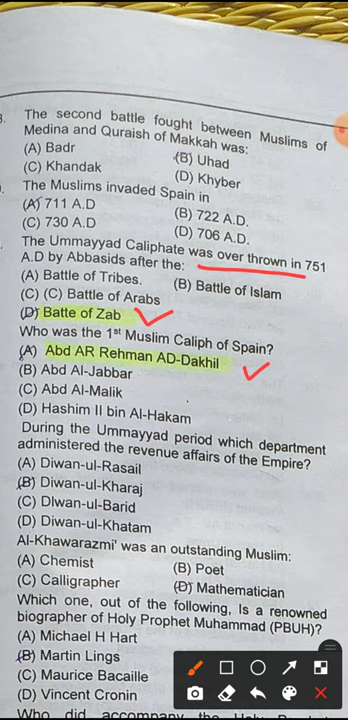 3. The second battle fought between Muslims of
Medina and Quraish of Makkah was:
(A) Badr (B) Uhad
(C) Khandak (D) Khyber
The Muslims invaded Spain in
(A) 711 A.D (B) 722 A.D.
(C) 730 A.D (D) 706 A.D.
The Ummayyad Caliphate was over thrown in 751
A.D by Abbasids after the:
(A) Battle of Tribes. (B) Battle of Islam
(C) (C) Battle of Arabs
(D) Batte of Zab
Who was the 1st Muslim Caliph of Spain?
(A) Abd AR Rehman AD-Dakhil
(B) Abd Al-Jabbar
(C) Abd Al-Malik
(D) Hashim II bin Al-Hakam
During the Ummayyad period which department
administered the revenue affairs of the Empire?
(A) Diwan-ul-Rasail
(B) Diwan-ul-Kharaj
(C) DIwan-ul-Barid
(D) Diwan-ul-Khatam
Al-Khawarazmi' was an outstanding Muslim:
(A) Chemist (B) Poet
(C) Calligrapher (D) Mathematician
Which one, out of the following, Is a renowned
biographer of Holy Prophet Muhammad (PBUH)?
(A) Michael H Hart
(B) Martin Lings
(C) Maurice Bacaille
(D) Vincent Cronin
Who did accompany the Holy